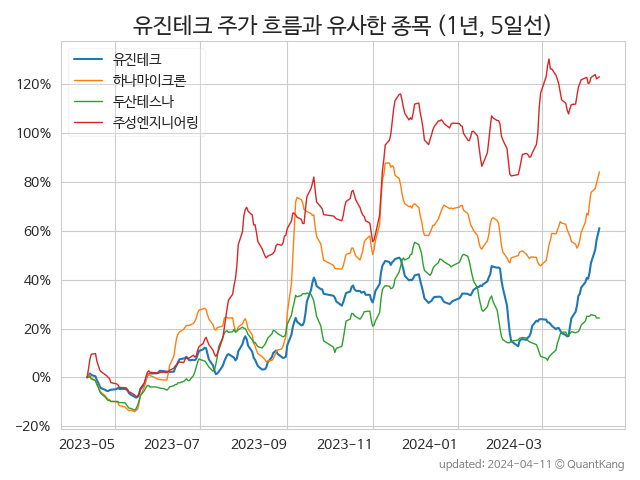 유진테크 주가 흐름과 유사한 종목 (1년, 5일선)
유진테크
하나마이크론
두산테스나
주성엔지니어링
120%
100%
80%
60%
40%
20%
0%
−20%
2023-05 2023-07 2023-09 2023-11 2024-01 2024-03
updated: 2024-04-11 © QuantKang